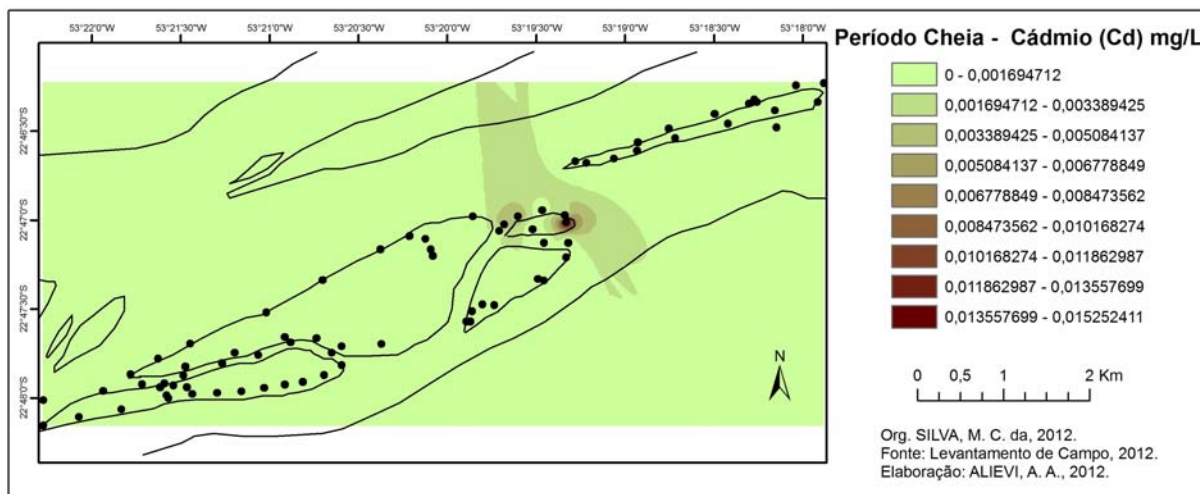 53°22'0"W 53°21'30"W 53°21'0"W 53°20'30"W 53°20'0"W 53°19'30"W 53°19'0"W 53°18'30"W 53°18'0"W
22°46'30"S
22°47'0"S
22°47'30"S
22°48'0"S
Período Cheia - Cádmio (Cd) mg/L
0 - 0,001694712
0,001694712 - 0,003389425
0,003389425 - 0,005084137
0,005084137 - 0,006778849
0,006778849 - 0,008473562
0,008473562 - 0,010168274
0,010168274 - 0,011862987
0,011862987 - 0,013557699
0,013557699 - 0,015252411
0 0,5 1 2 Km
N
Org. SILVA, M. C. da, 2012.
Fonte: Levantamento de Campo, 2012.
Elaboração: ALIEVI, A. A., 2012.